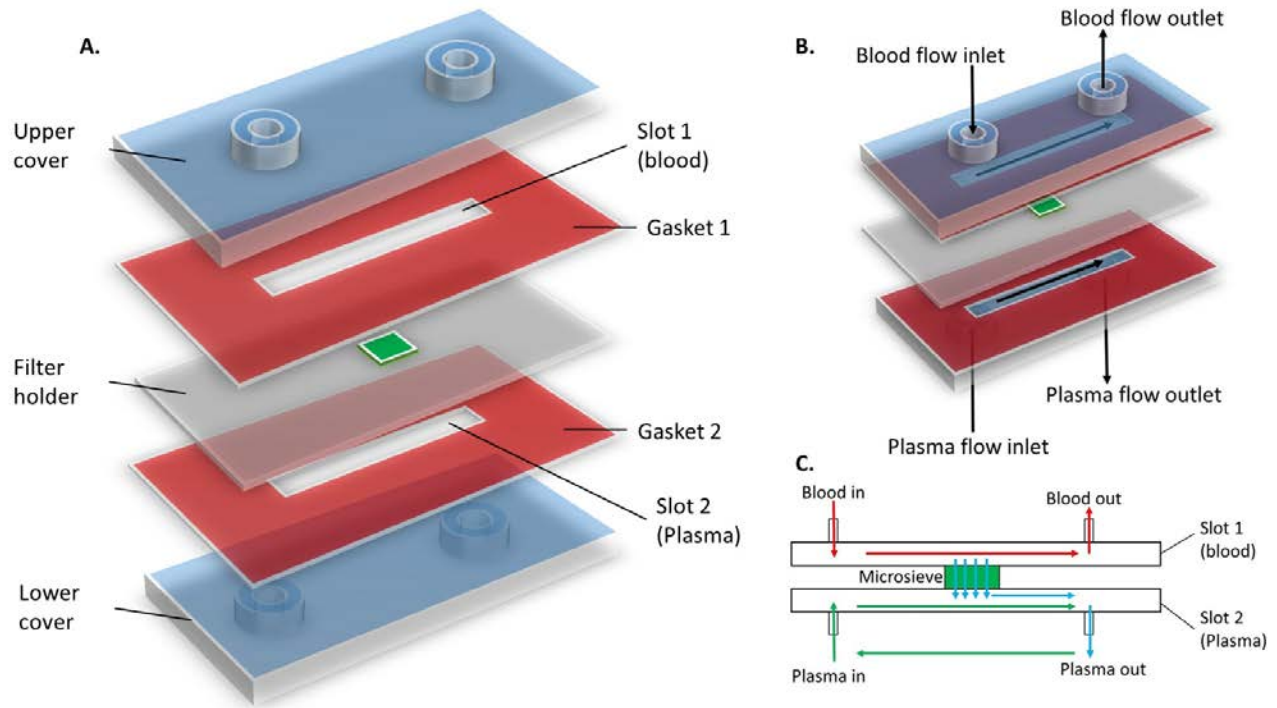 A.
Upper
cover
Slot 1
(blood)
Gasket 1
Filter
holder
Gasket 2
Slot 2
(Plasma)
Lower
cover
B.
Blood flow outlet
Blood flow inlet
Plasma flow outlet
Plasma flow inlet
C.
Blood in
Blood out
Slot 1
(blood)
Microsieve
Slot 2
(Plasma)
Plasma in
Plasma out